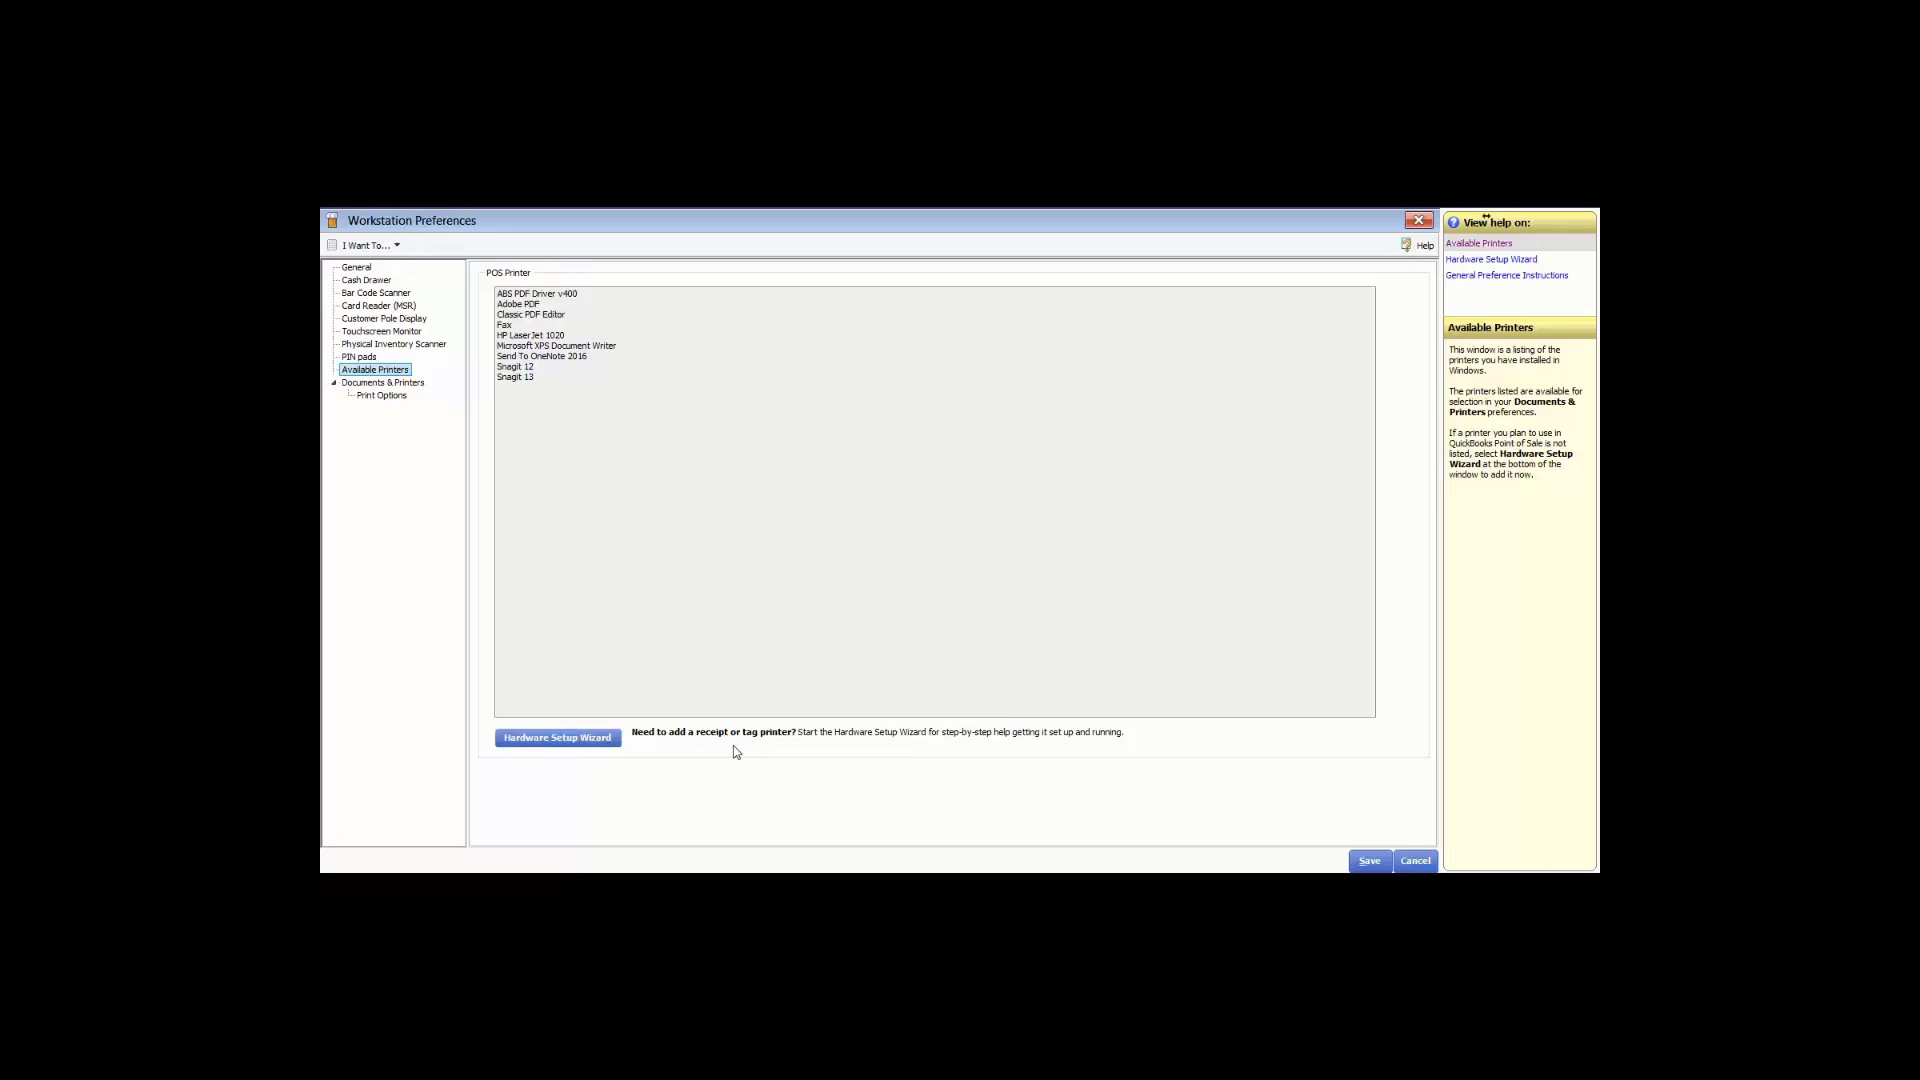 Workstation Preferences
I Want To...
Help
General
Cash Drawer
Bar Code Scanner
Card Reader (MSR)
Customer Pole Display
Touchscreen Monitor
Physical Inventory Scanner
PIN pads
Available Printers
Documents & Printers
Print Options
POS Printer
ABS PDF Driver v400
Adobe PDF
Classic PDF Editor
Fax
HP LaserJet 1020
Microsoft XPS Document Writer
Send To OneNote 2016
Snagit 12
Snagit 13
Hardware Setup Wizard
Need to add a receipt or tag printer? Start the Hardware Setup Wizard for step-by-step help getting it set up and running.
Save
Cancel
View help on:
Available Printers
Hardware Setup Wizard
General Preference Instructions
Available Printers
This window is a listing of the
printers you have installed in
Windows.
The printers listed are available for
selection in your Documents &
Printers preferences.
If a printer you plan to use in
QuickBooks Point of Sale is not
listed, select Hardware Setup
Wizard at the bottom of the
window to add it now.